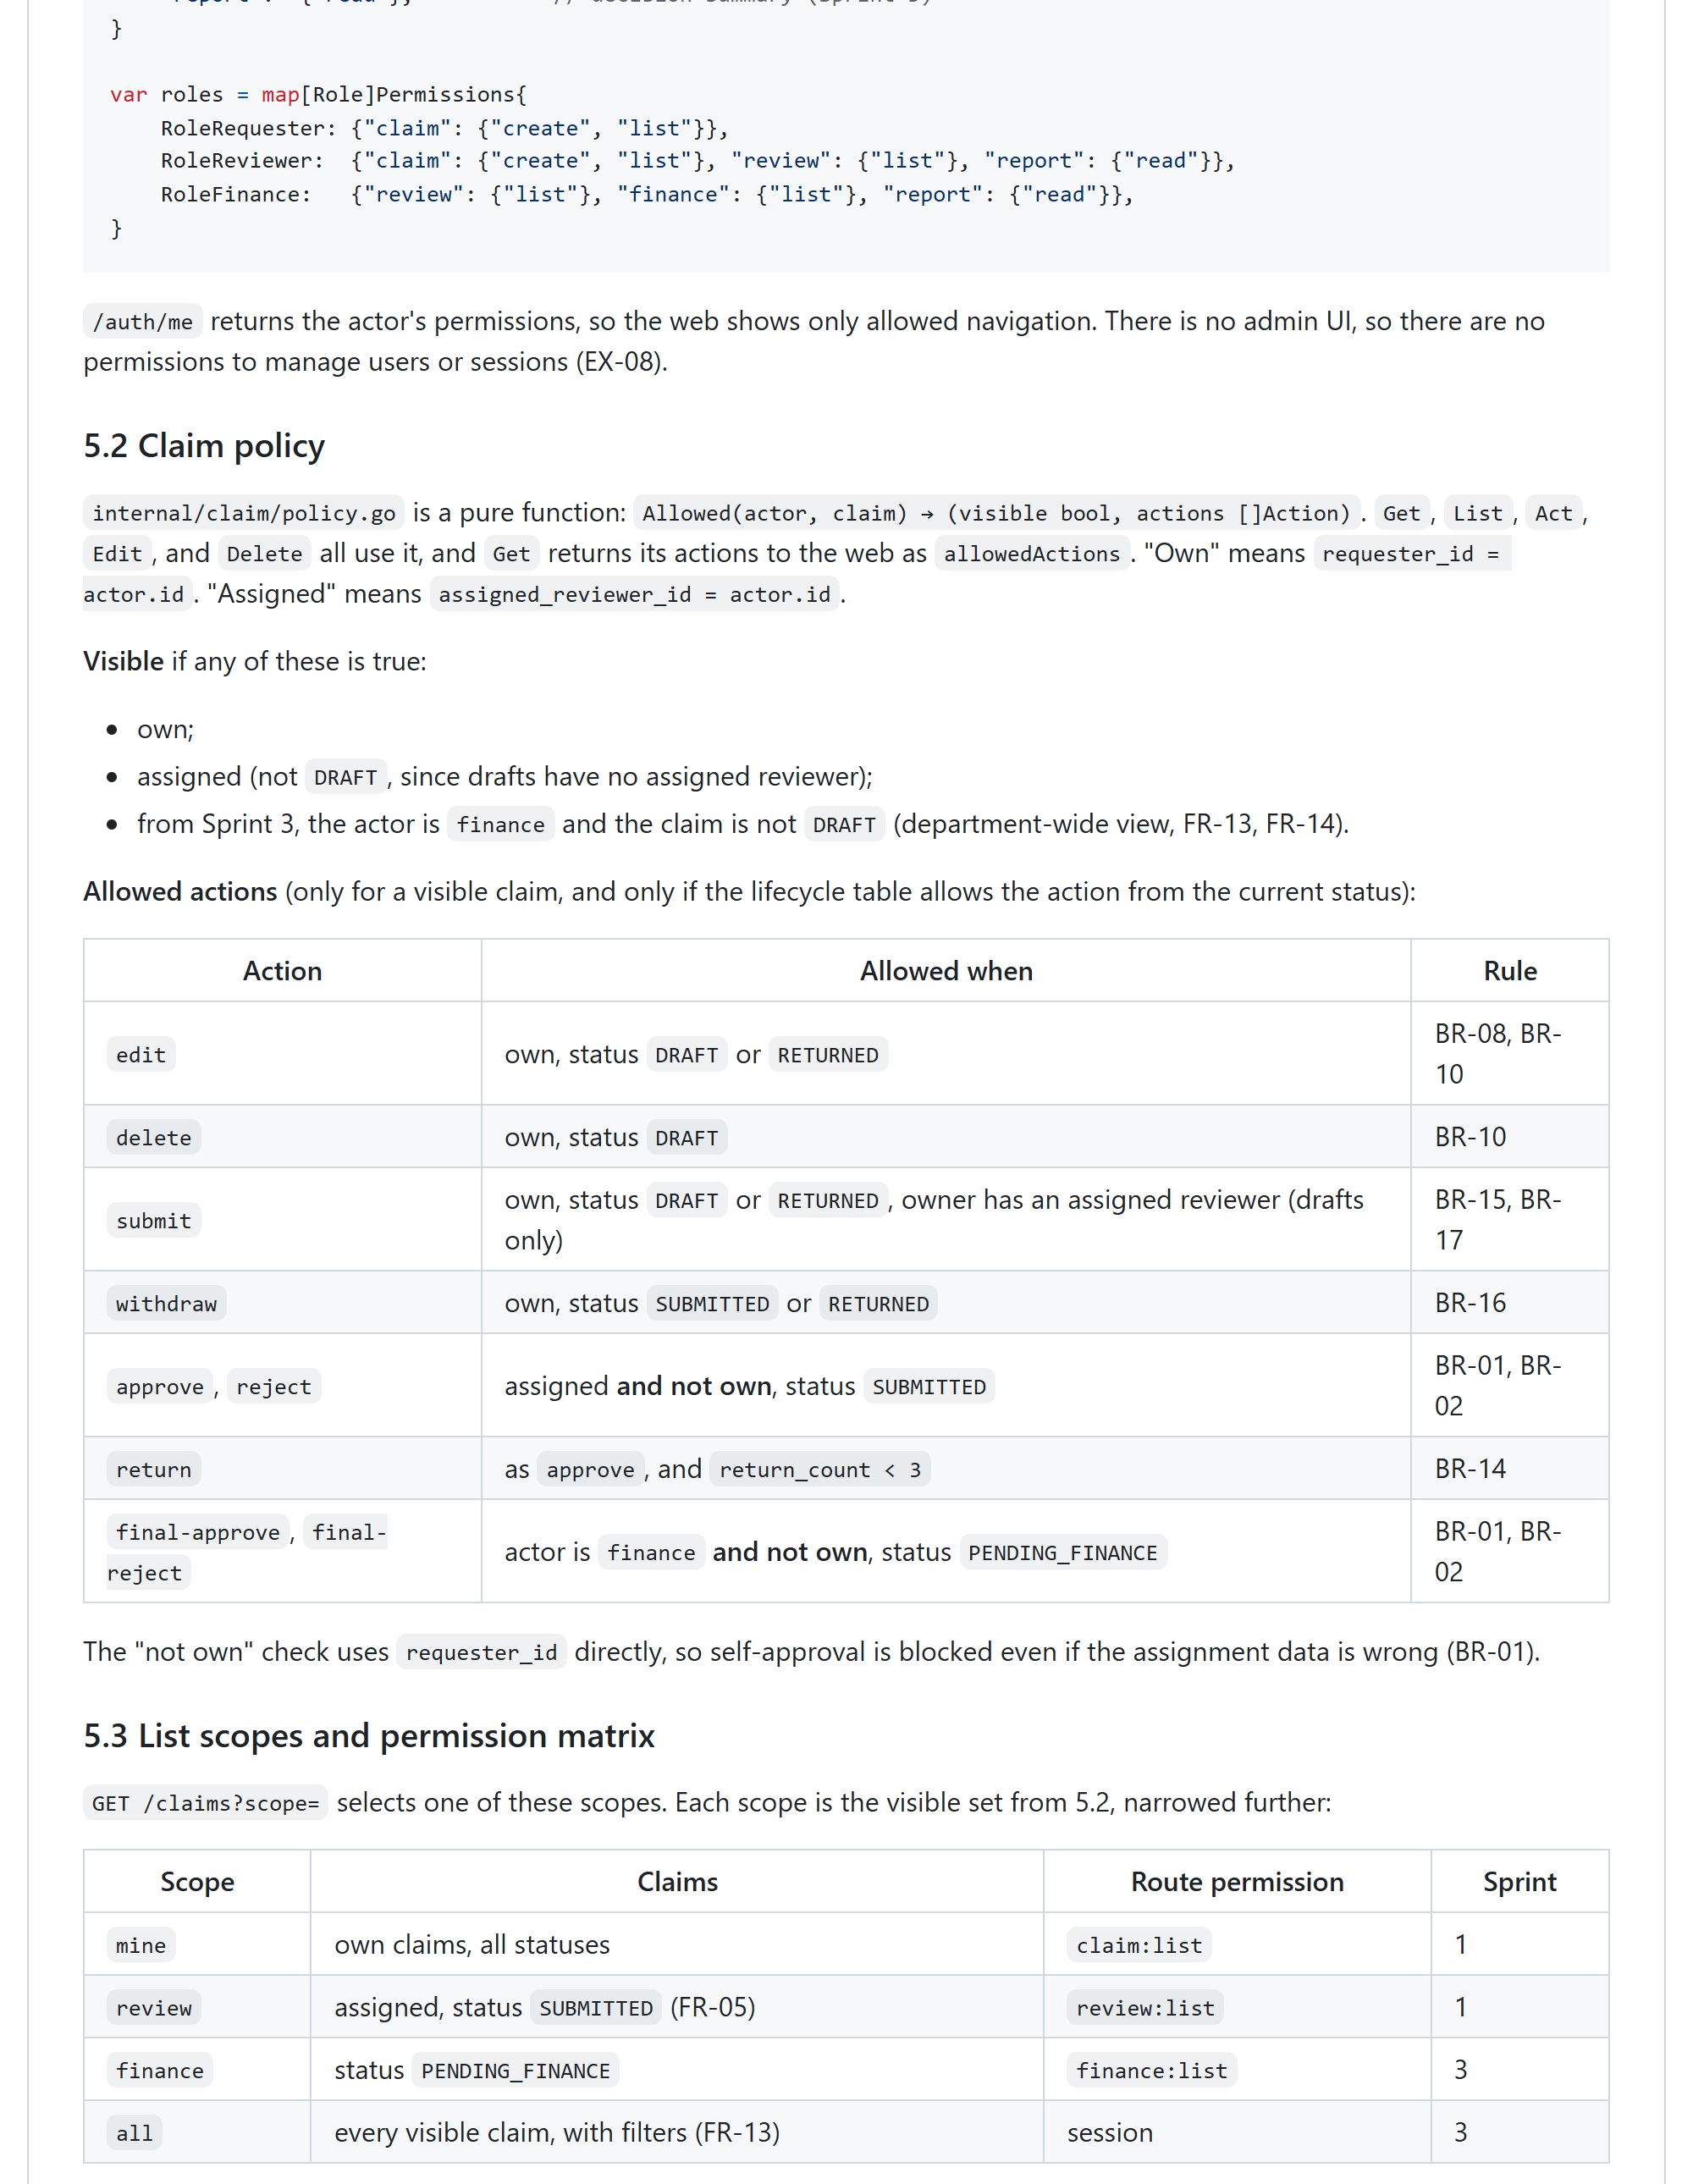 }
var roles = map[Role]Permissions{
    RoleRequester: {"claim": {"create", "list"}},
    RoleReviewer:  {"claim": {"create", "list"}, "review": {"list"}, "report": {"read"}},
    RoleFinance:   {"review": {"list"}, "finance": {"list"}, "report": {"read"}},
}
/auth/me returns the actor's permissions, so the web shows only allowed navigation. There is no admin UI, so there are no
permissions to manage users or sessions (EX-08).
5.2 Claim policy
internal/claim/policy.go is a pure function: Allowed(actor, claim) → (visible bool, actions []Action). Get, List, Act,
Edit, and Delete all use it, and Get returns its actions to the web as allowedActions. "Own" means requester_id =
actor.id. "Assigned" means assigned_reviewer_id = actor.id.
Visible if any of these is true:
• own;
• assigned (not DRAFT, since drafts have no assigned reviewer);
• from Sprint 3, the actor is finance and the claim is not DRAFT (department-wide view, FR-13, FR-14).
Allowed actions (only for a visible claim, and only if the lifecycle table allows the action from the current status):
Action Allowed when Rule
edit own, status DRAFT or RETURNED BR-08, BR-
10
delete own, status DRAFT BR-10
submit own, status DRAFT or RETURNED, owner has an assigned reviewer (drafts
only) BR-15, BR-
17
withdraw own, status SUBMITTED or RETURNED BR-16
approve, reject assigned and not own, status SUBMITTED BR-01, BR-
02
return as approve, and return_count < 3 BR-14
final-approve, final-
reject actor is finance and not own, status PENDING_FINANCE BR-01, BR-
02
The "not own" check uses requester_id directly, so self-approval is blocked even if the assignment data is wrong (BR-01).
5.3 List scopes and permission matrix
GET /claims?scope= selects one of these scopes. Each scope is the visible set from 5.2, narrowed further:
Scope Claims Route permission Sprint
mine own claims, all statuses claim:list 1
review assigned, status SUBMITTED (FR-05) review:list 1
finance status PENDING_FINANCE finance:list 3
all every visible claim, with filters (FR-13) session 3